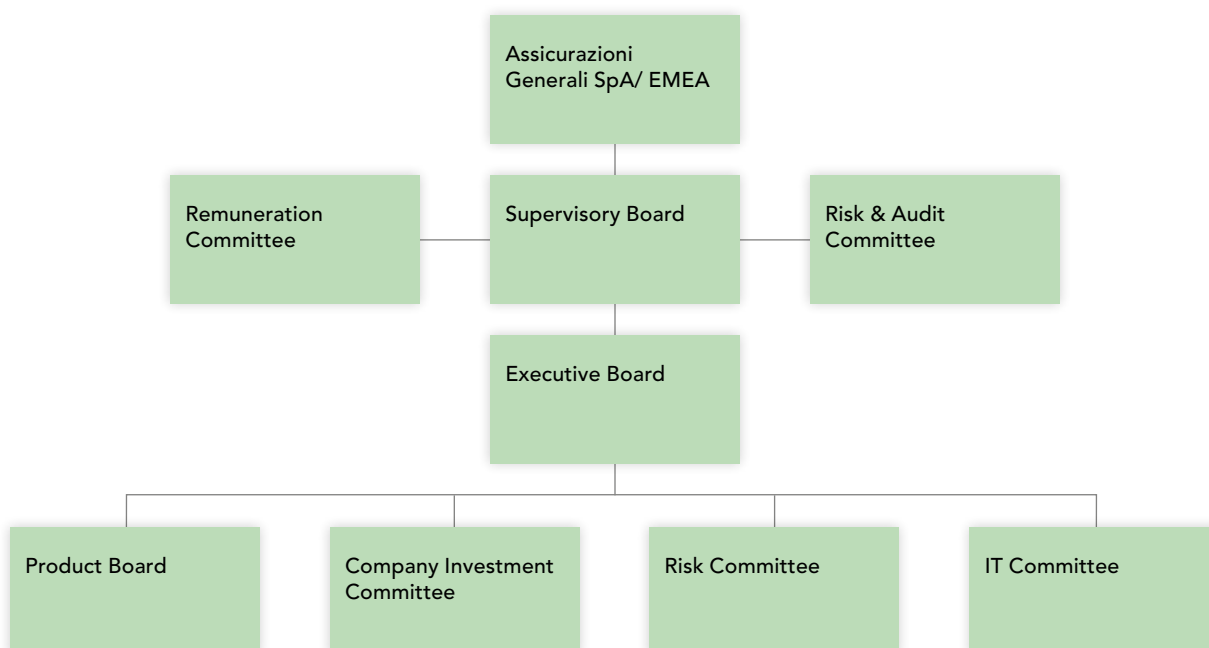 Assicurazioni
Generali SpA/ EMEA
Remuneration
Committee
Supervisory Board
Risk & Audit
Committee
Executive Board
Product Board
Company Investment
Committee
Risk Committee
IT Committee